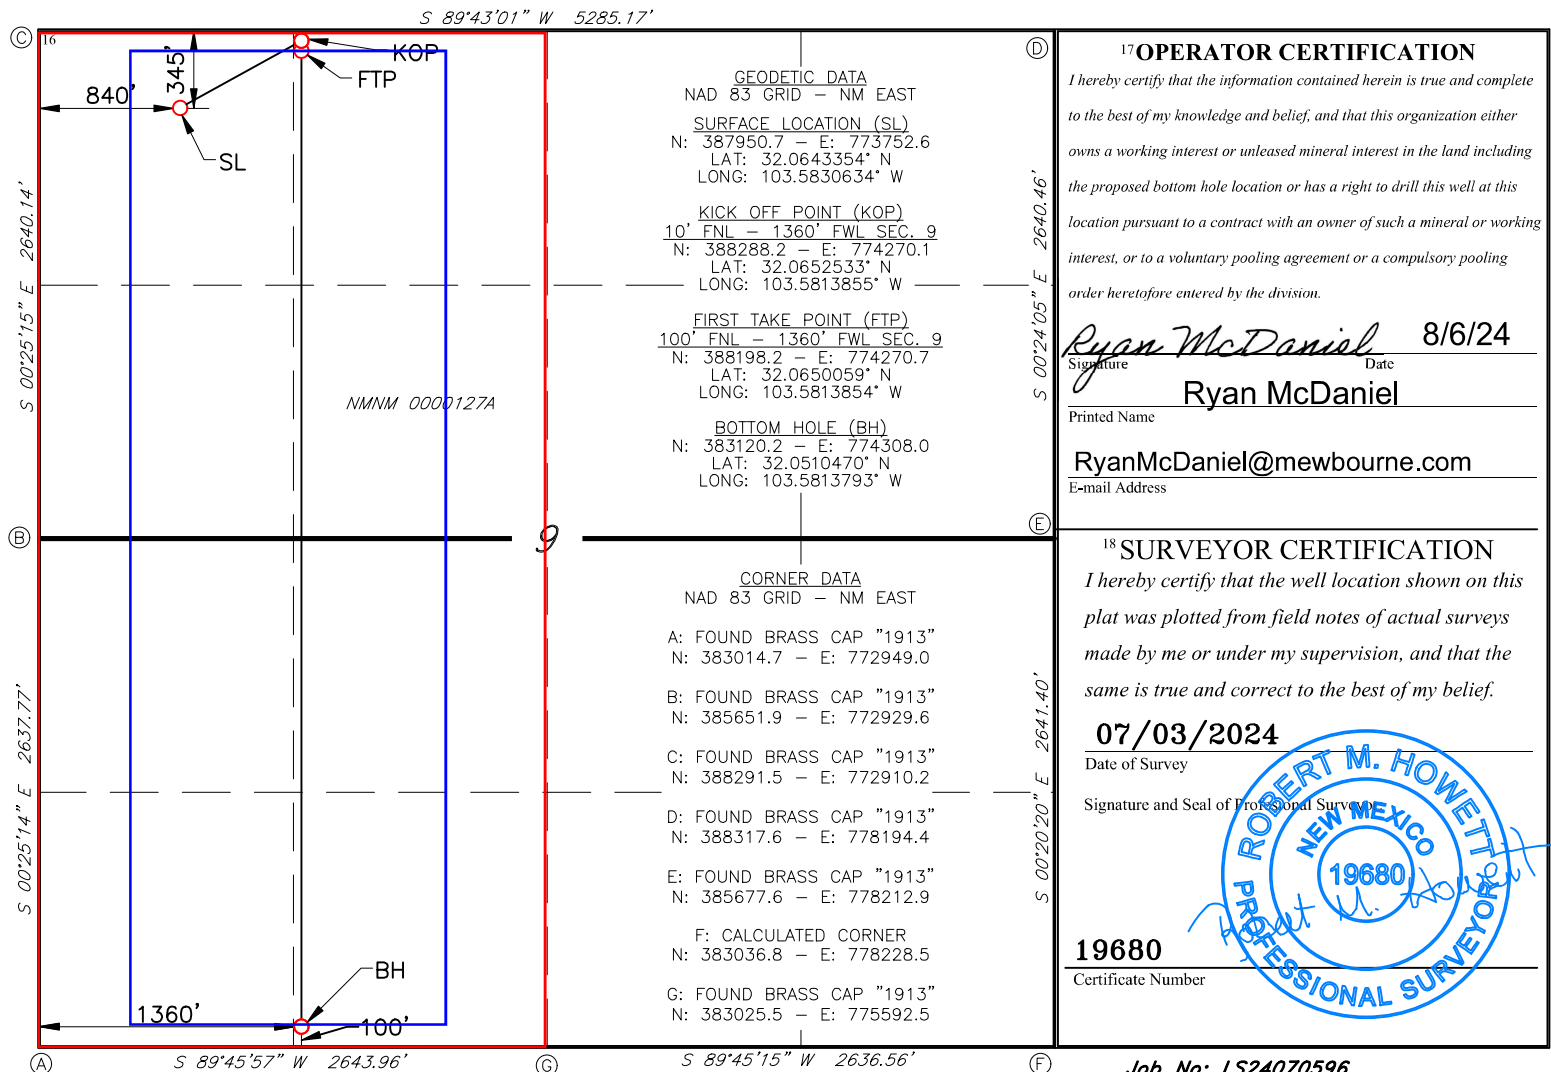 S 89°43'01" W 5285.17'
C
16
345'
KOP
FTP
840'
SL
S 00°25'15" E 2640.14'
NMNM 0000127A
B
9
S 00°25'14" E 2637.77'
BH
1360'
100'
A
S 89°45'57" W 2643.96'
G
S 89°45'15" W 2636.56'
F
D
S 00°24'05" E 2640.46'
E
S 00°20'20" E 2641.40'
GEODETIC DATA
NAD 83 GRID – NM EAST
SURFACE LOCATION (SL)
N: 387950.7 – E: 773752.6
LAT: 32.0643354° N
LONG: 103.5830634° W
KICK OFF POINT (KOP)
10' FNL – 1360' FWL SEC. 9
N: 388288.2 – E: 774270.1
LAT: 32.0652533° N
LONG: 103.5813855° W
FIRST TAKE POINT (FTP)
100' FNL – 1360' FWL SEC. 9
N: 388198.2 – E: 774270.7
LAT: 32.0650059° N
LONG: 103.5813854° W
BOTTOM HOLE (BH)
N: 383120.2 – E: 774308.0
LAT: 32.0510470° N
LONG: 103.5813793° W
CORNER DATA
NAD 83 GRID – NM EAST
A: FOUND BRASS CAP "1913"
N: 383014.7 – E: 772949.0
B: FOUND BRASS CAP "1913"
N: 385651.9 – E: 772929.6
C: FOUND BRASS CAP "1913"
N: 388291.5 – E: 772910.2
D: FOUND BRASS CAP "1913"
N: 388317.6 – E: 778194.4
E: FOUND BRASS CAP "1913"
N: 385677.6 – E: 778212.9
F: CALCULATED CORNER
N: 383036.8 – E: 778228.5
G: FOUND BRASS CAP "1913"
N: 383025.5 – E: 775592.5
17 OPERATOR CERTIFICATION
I hereby certify that the information contained herein is true and complete
to the best of my knowledge and belief, and that this organization either
owns a working interest or unleased mineral interest in the land including
the proposed bottom hole location or has a right to drill this well at this
location pursuant to a contract with an owner of such a mineral or working
interest, or to a voluntary pooling agreement or a compulsory pooling
order heretofore entered by the division.
Ryan McDaniel 8/6/24
Signature Date
Ryan McDaniel
Printed Name
RyanMcDaniel@mewbourne.com
E-mail Address
18 SURVEYOR CERTIFICATION
I hereby certify that the well location shown on this
plat was plotted from field notes of actual surveys
made by me or under my supervision, and that the
same is true and correct to the best of my belief.
07/03/2024
Date of Survey
Signature and Seal of Professional Surveyor
ROBERT M. HOWETT
NEW MEXICO
19680
PROFESSIONAL SURVEYOR
Robert M. Howett
19680
Certificate Number
Job No: LS24070596